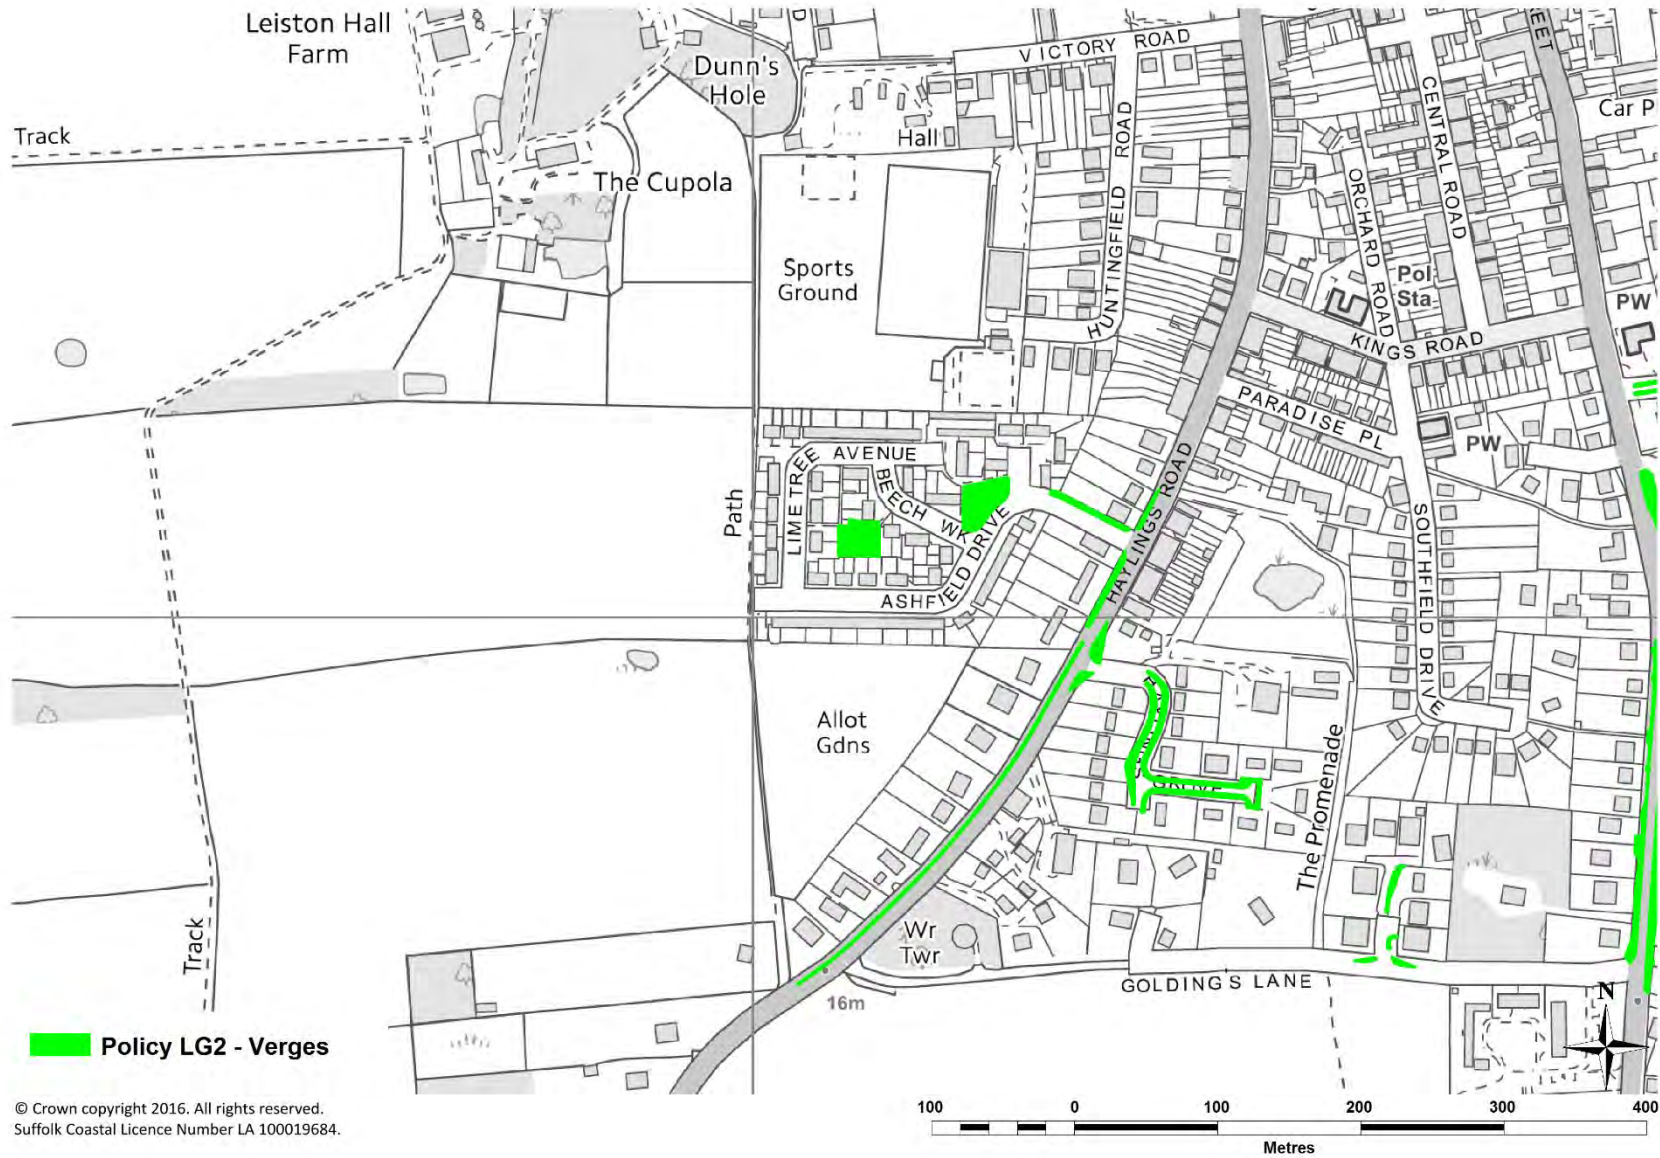 Leiston Hall
Farm
Dunn's
Hole
VICTORY ROAD
Track
Hall
Car P
CENTRAL ROAD
HUNTINGFIELD ROAD
The Cupola
ORCHARD ROAD
Sports
Ground
Pol
Sta
PW
KINGS ROAD
PARADISE PL
PW
LIMETREE AVENUE
BEECH WK
Path
HAYLINGS ROAD
ASHFIELD DRIVE
SOUTHFIELD DRIVE
Allot
Gdns
GROVE
The Promenade
Track
Wr
Twr
16m
GOLDING'S LANE
N
Policy LG2 - Verges
© Crown copyright 2016. All rights reserved.
Suffolk Coastal Licence Number LA 100019684.
100 0 100 200 300 400
Metres